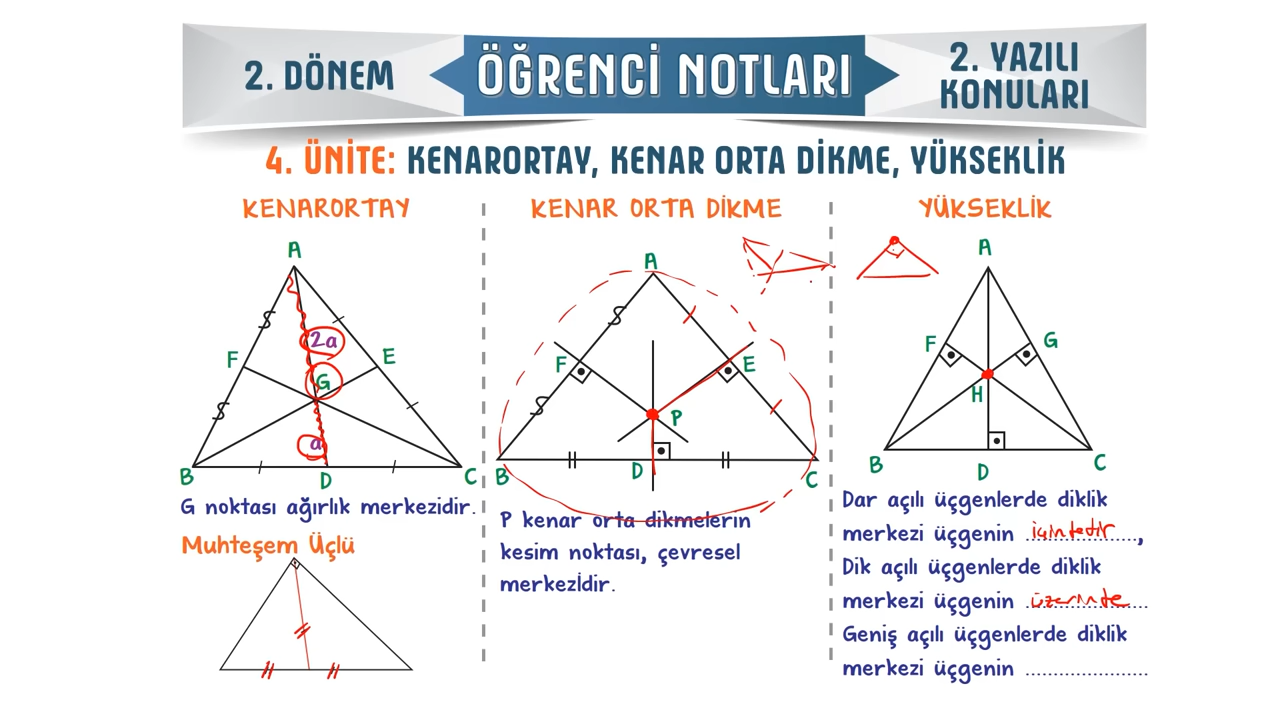 2. DÖNEM
ÖĞRENCİ NOTLARI
2. YAZILI
KONULARI
4. ÜNİTE: KENARORTAY, KENAR ORTA DİKME, YÜKSEKLİK
KENARORTAY
A
F
E
2a
G
a
B
D
C
G noktası ağırlık merkezidir.
Muhteşem Üçlü
KENAR ORTA DİKME
A
F
E
P
B
D
C
P kenar orta dikmelerin
kesim noktası, çevresel
merkezidir.
YÜKSEKLİK
A
F
G
H
B
D
C
Dar açılı üçgenlerde diklik
merkezi üçgenin ....................,
Dik açılı üçgenlerde diklik
merkezi üçgenin üzerinde
Geniş açılı üçgenlerde diklik
merkezi üçgenin ......................